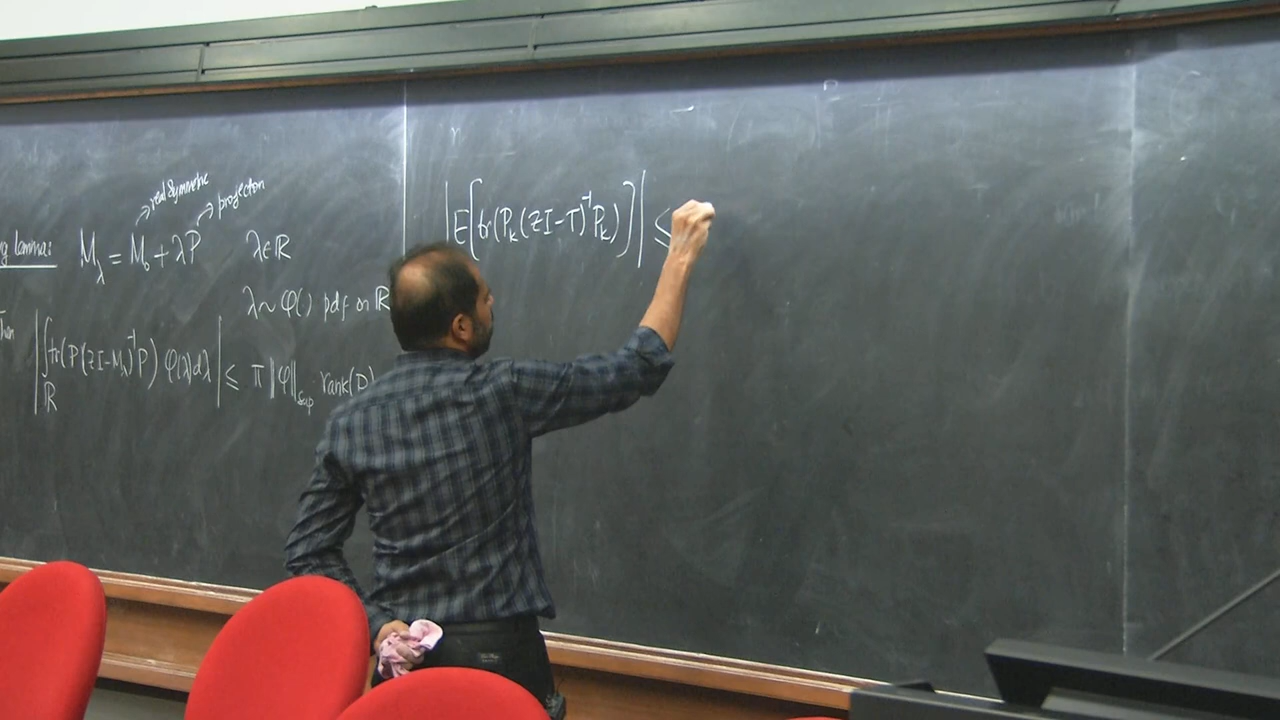 real symmetric
projection
lemma: M_λ = M_0 + λP λ∈ℝ
λ ~ φ() pdf on ℝ
| ∫_ℝ tr(P(zI-M_λ)^{-1}P) φ(λ)dλ | ≤ π ‖φ‖_sup rank(P)
| E[tr(P_k(zI-T)^{-1}P_k)] | ≤